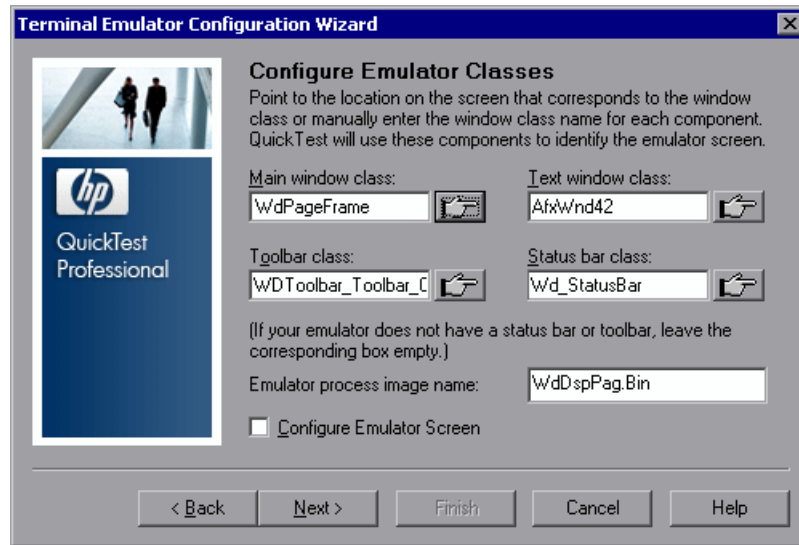 Terminal Emulator Configuration Wizard
Configure Emulator Classes
Point to the location on the screen that corresponds to the window
class or manually enter the window class name for each component.
QuickTest will use these components to identify the emulator screen.
hp
QuickTest
Professional
Main window class:
WdPageFrame
Text window class:
AfxWnd42
Toolbar class:
WDToolbar_Toolbar_C
Status bar class:
Wd_StatusBar
(If your emulator does not have a status bar or toolbar, leave the
corresponding box empty.)
Emulator process image name:
WdDspPag.Bin
Configure Emulator Screen
< Back
Next >
Finish
Cancel
Help